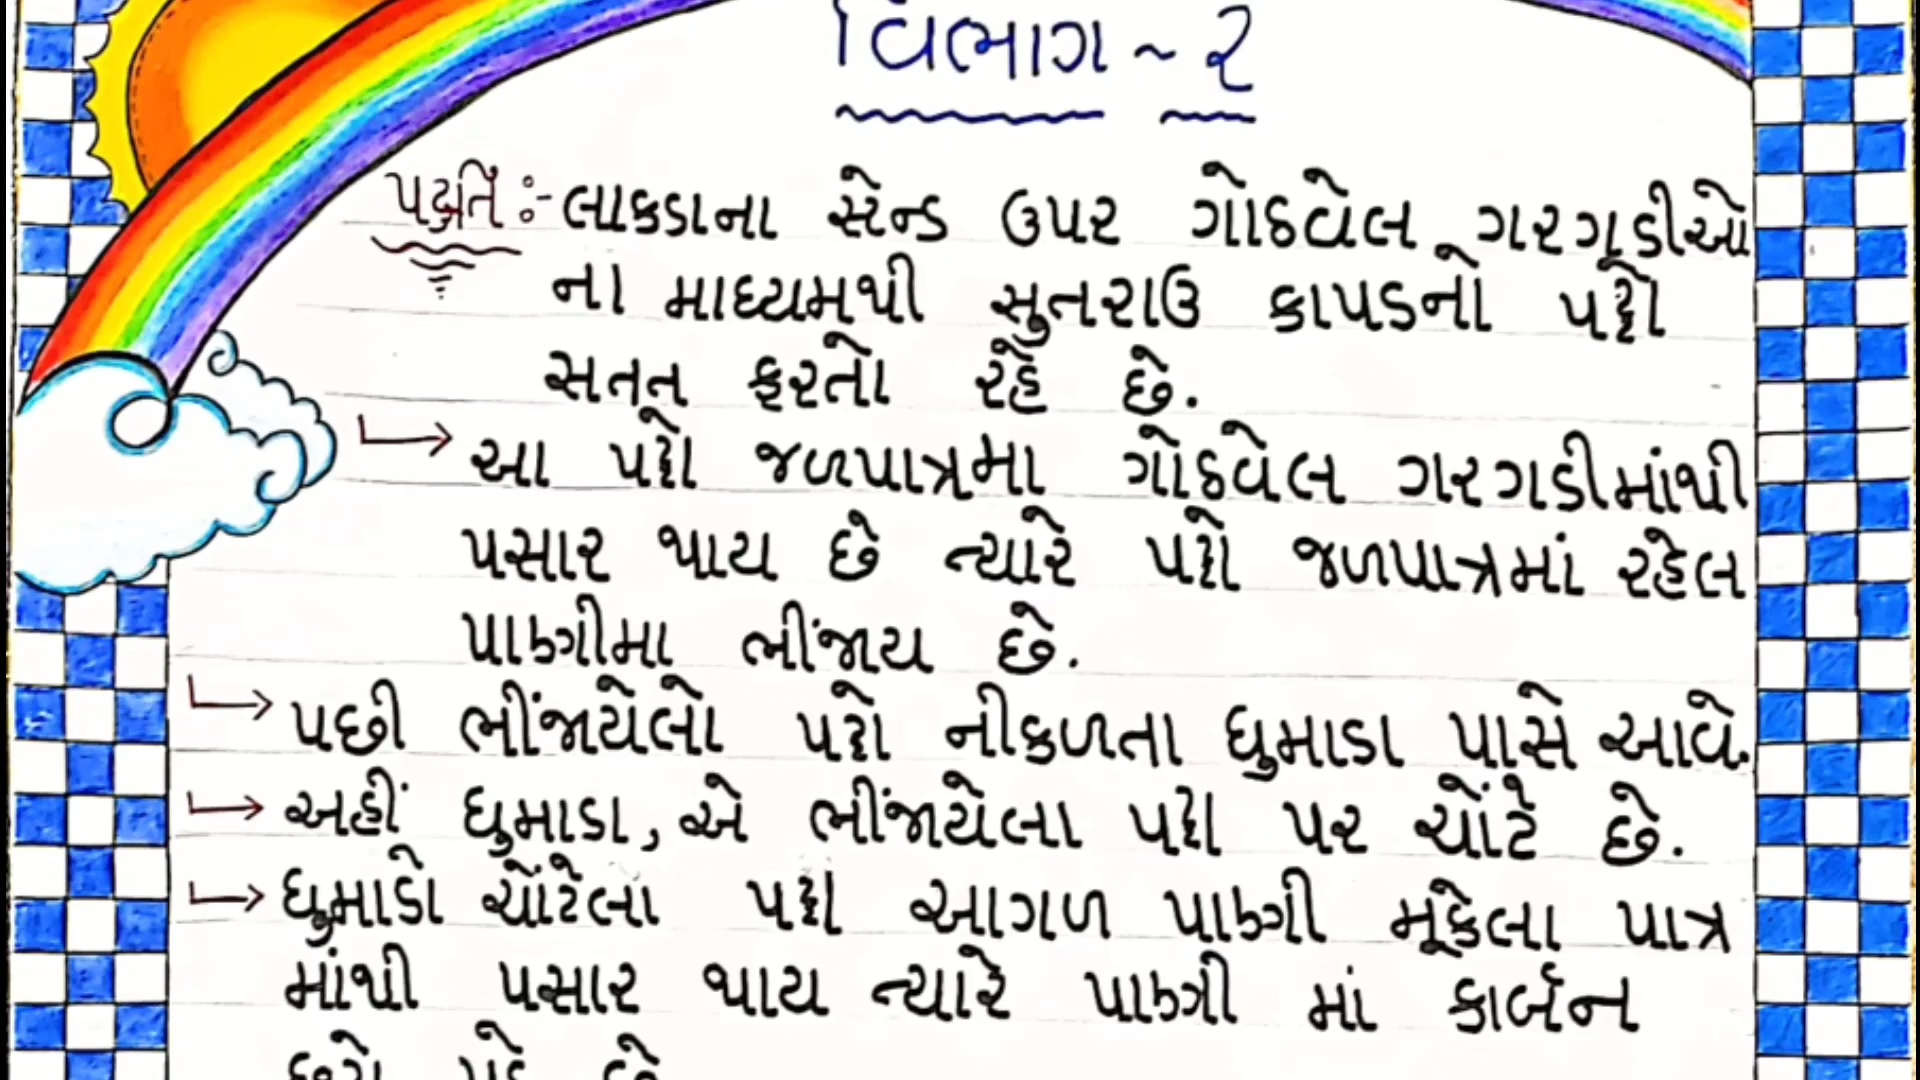 વિભાગ ~ ૨
પદ્ધતિ :- લાકડાના સેન્ડ ઉપર ગોઠવેલ ગરગડીઓ
ના માધ્યમથી સુતરાઉ કાપડનો પટ્ટો
સતત ફરતો રહે છે.
આ પટ્ટો જળપાત્રમા ગોઠવેલ ગરગડીમાંથી
પસાર થાય છે ત્યારે પટ્ટો જળપાત્રમાં રહેલ
પાણીમા ભીંજાય છે.
પછી ભીંજાયેલો પટ્ટો નીકળતા ધુમાડા પાસે આવે.
અહીં ધુમાડા, એ ભીંજાયેલા પટ્ટા પર ચોંટે છે.
ધુમાડો ચોંટેલા પટ્ટા આગળ પાણી મૂકેલા પાત્ર
માંથી પસાર થાય ત્યારે પાણી માં કાર્બન